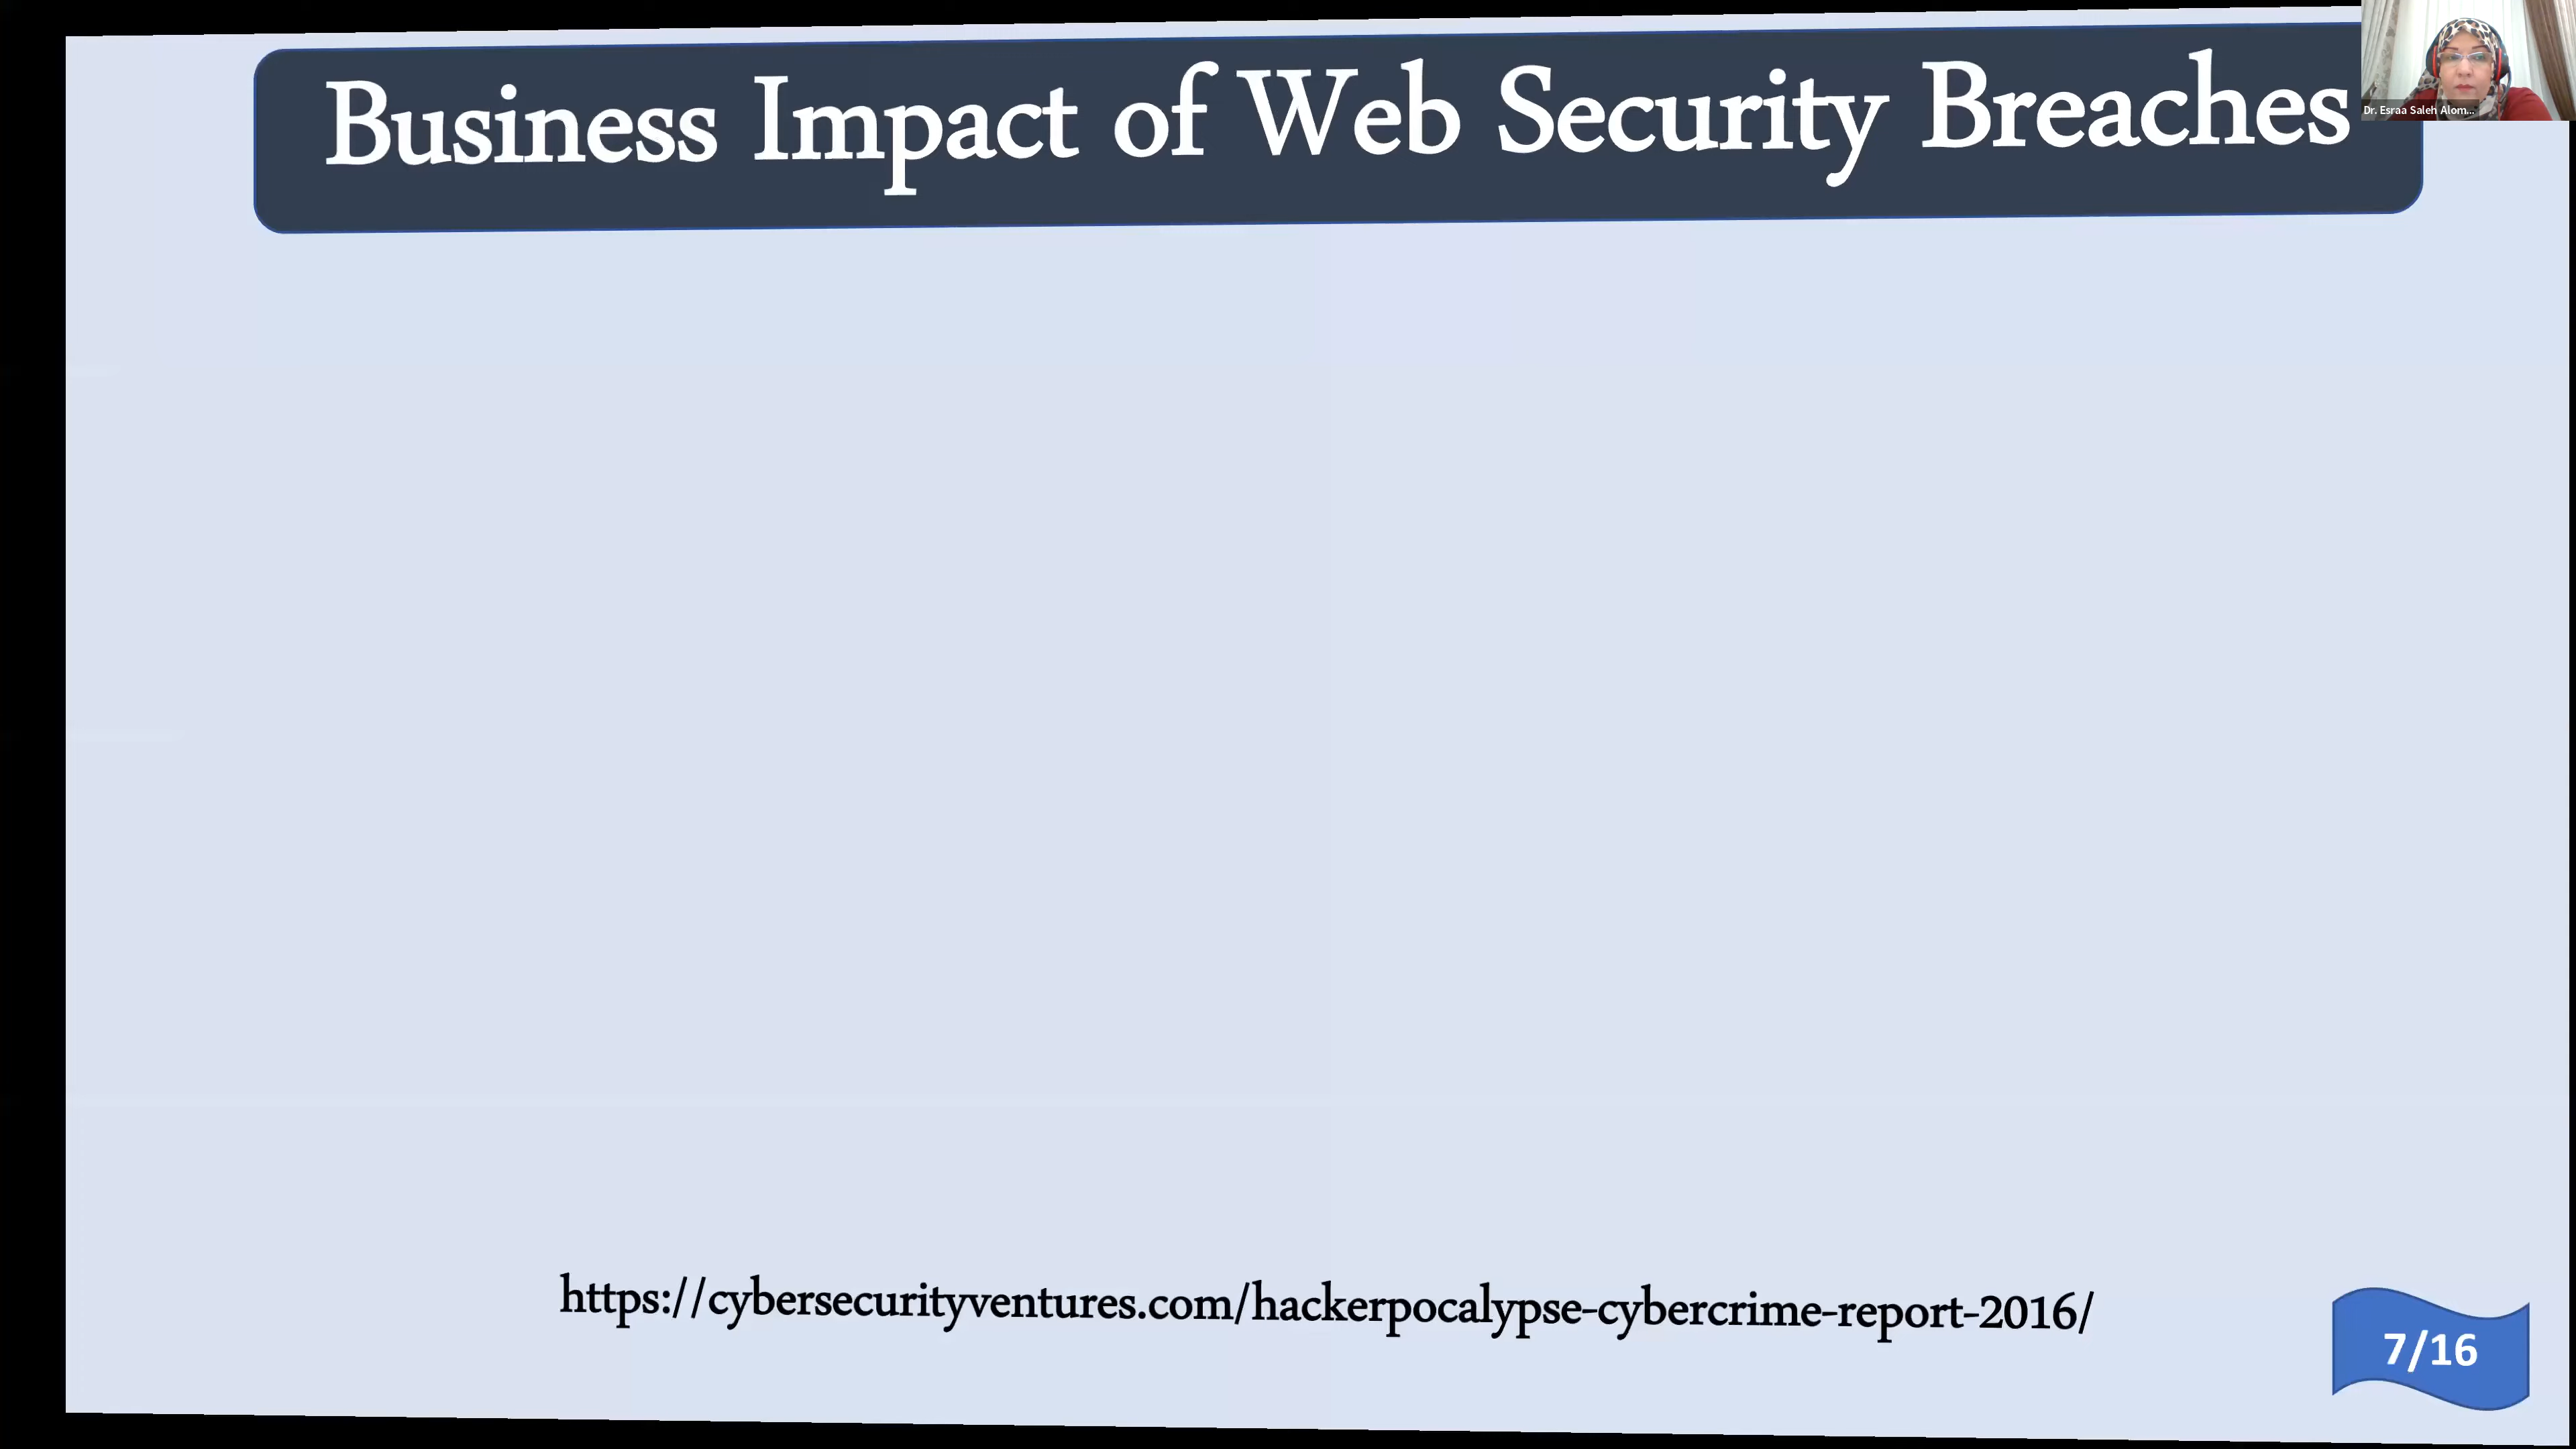 Business Impact of Web Security Breaches
Dr. Esraa Saleh Alom...
https://cybersecurityventures.com/hackerpocalypse-cybercrime-report-2016/
7/16